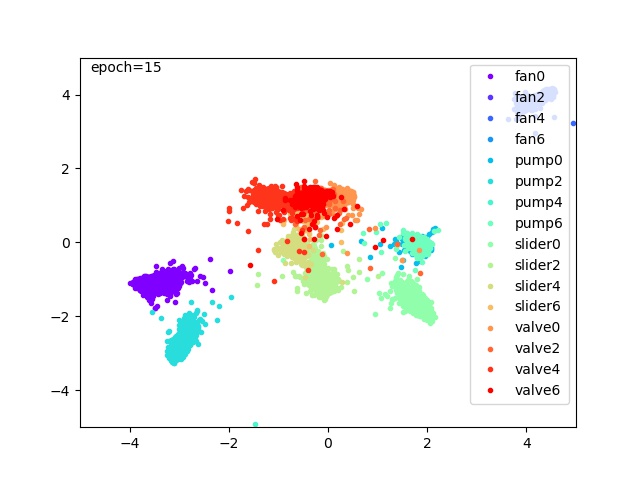 epoch=15
fan0
fan2
fan4
fan6
pump0
pump2
pump4
pump6
slider0
slider2
slider4
slider6
valve0
valve2
valve4
valve6
4
2
0
−2
−4
−4 −2 0 2 4